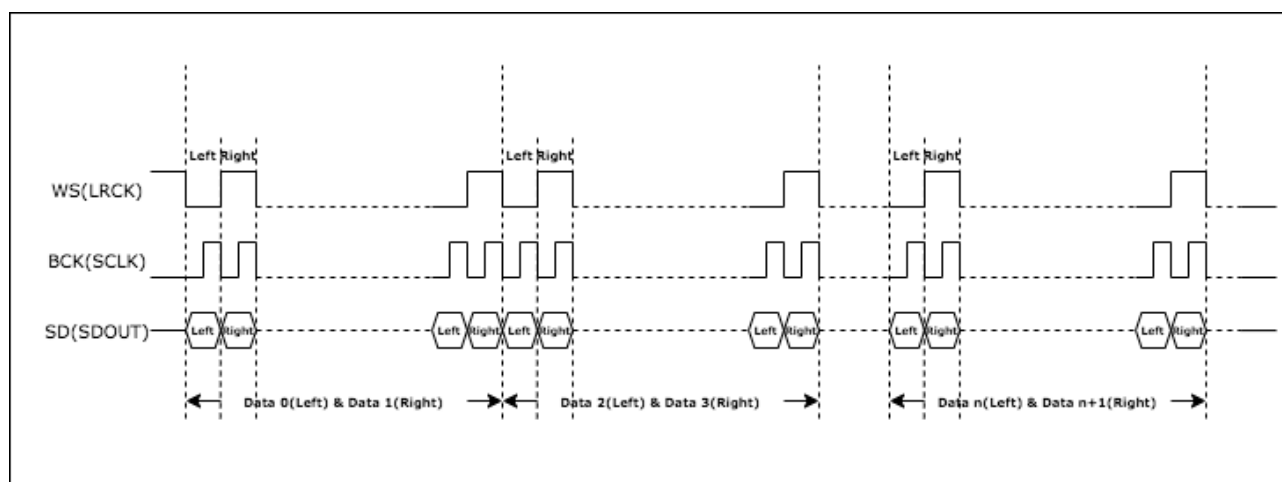 Left Right Left Right Left Right
WS(LRCK)
BCK(SCLK)
SD(SDOUT) Left Right Left Right Left Right Left Right Left Right Left Right
Data 0(Left) & Data 1(Right) Data 2(Left) & Data 3(Right) Data n(Left) & Data n+1(Right)